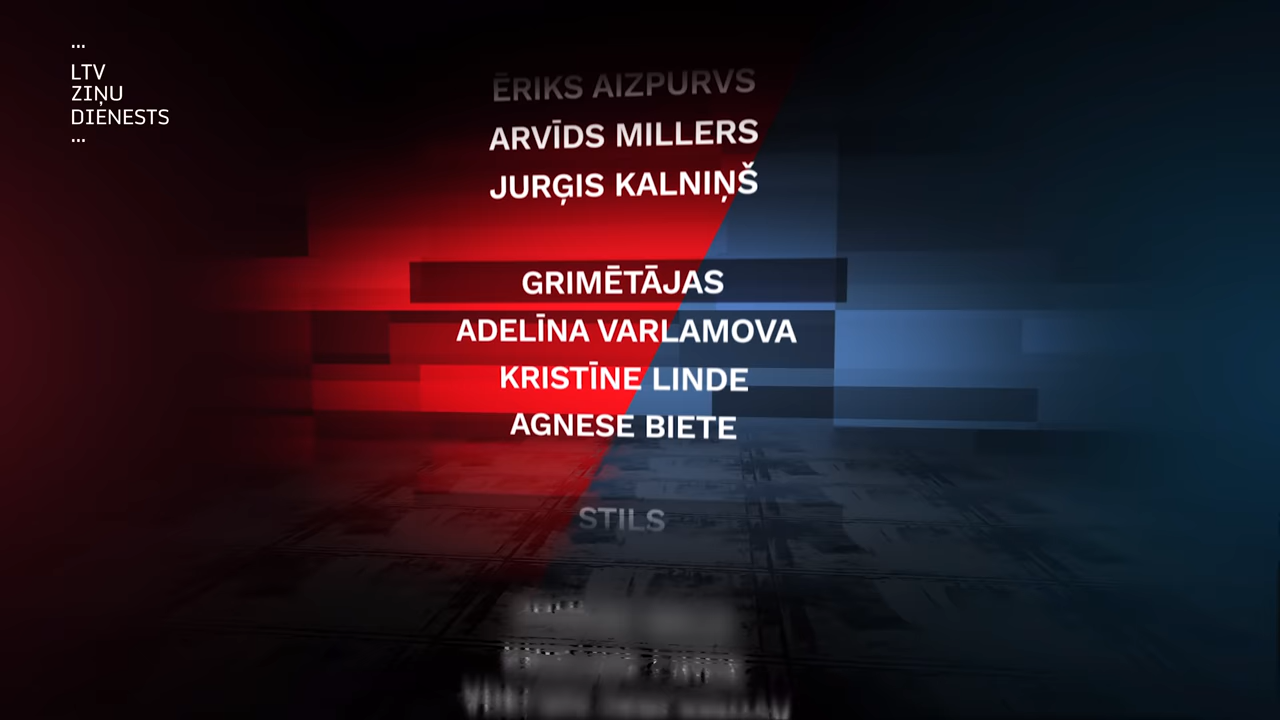 ...
LTV
ZIŅU
DIENESTS
...
ĒRIKS AIZPURVS
ARVĪDS MILLERS
JURĢIS KALNIŅŠ
GRIMĒTĀJAS
ADELĪNA VARLAMOVA
KRISTĪNE LINDE
AGNESE BIETE
STILS